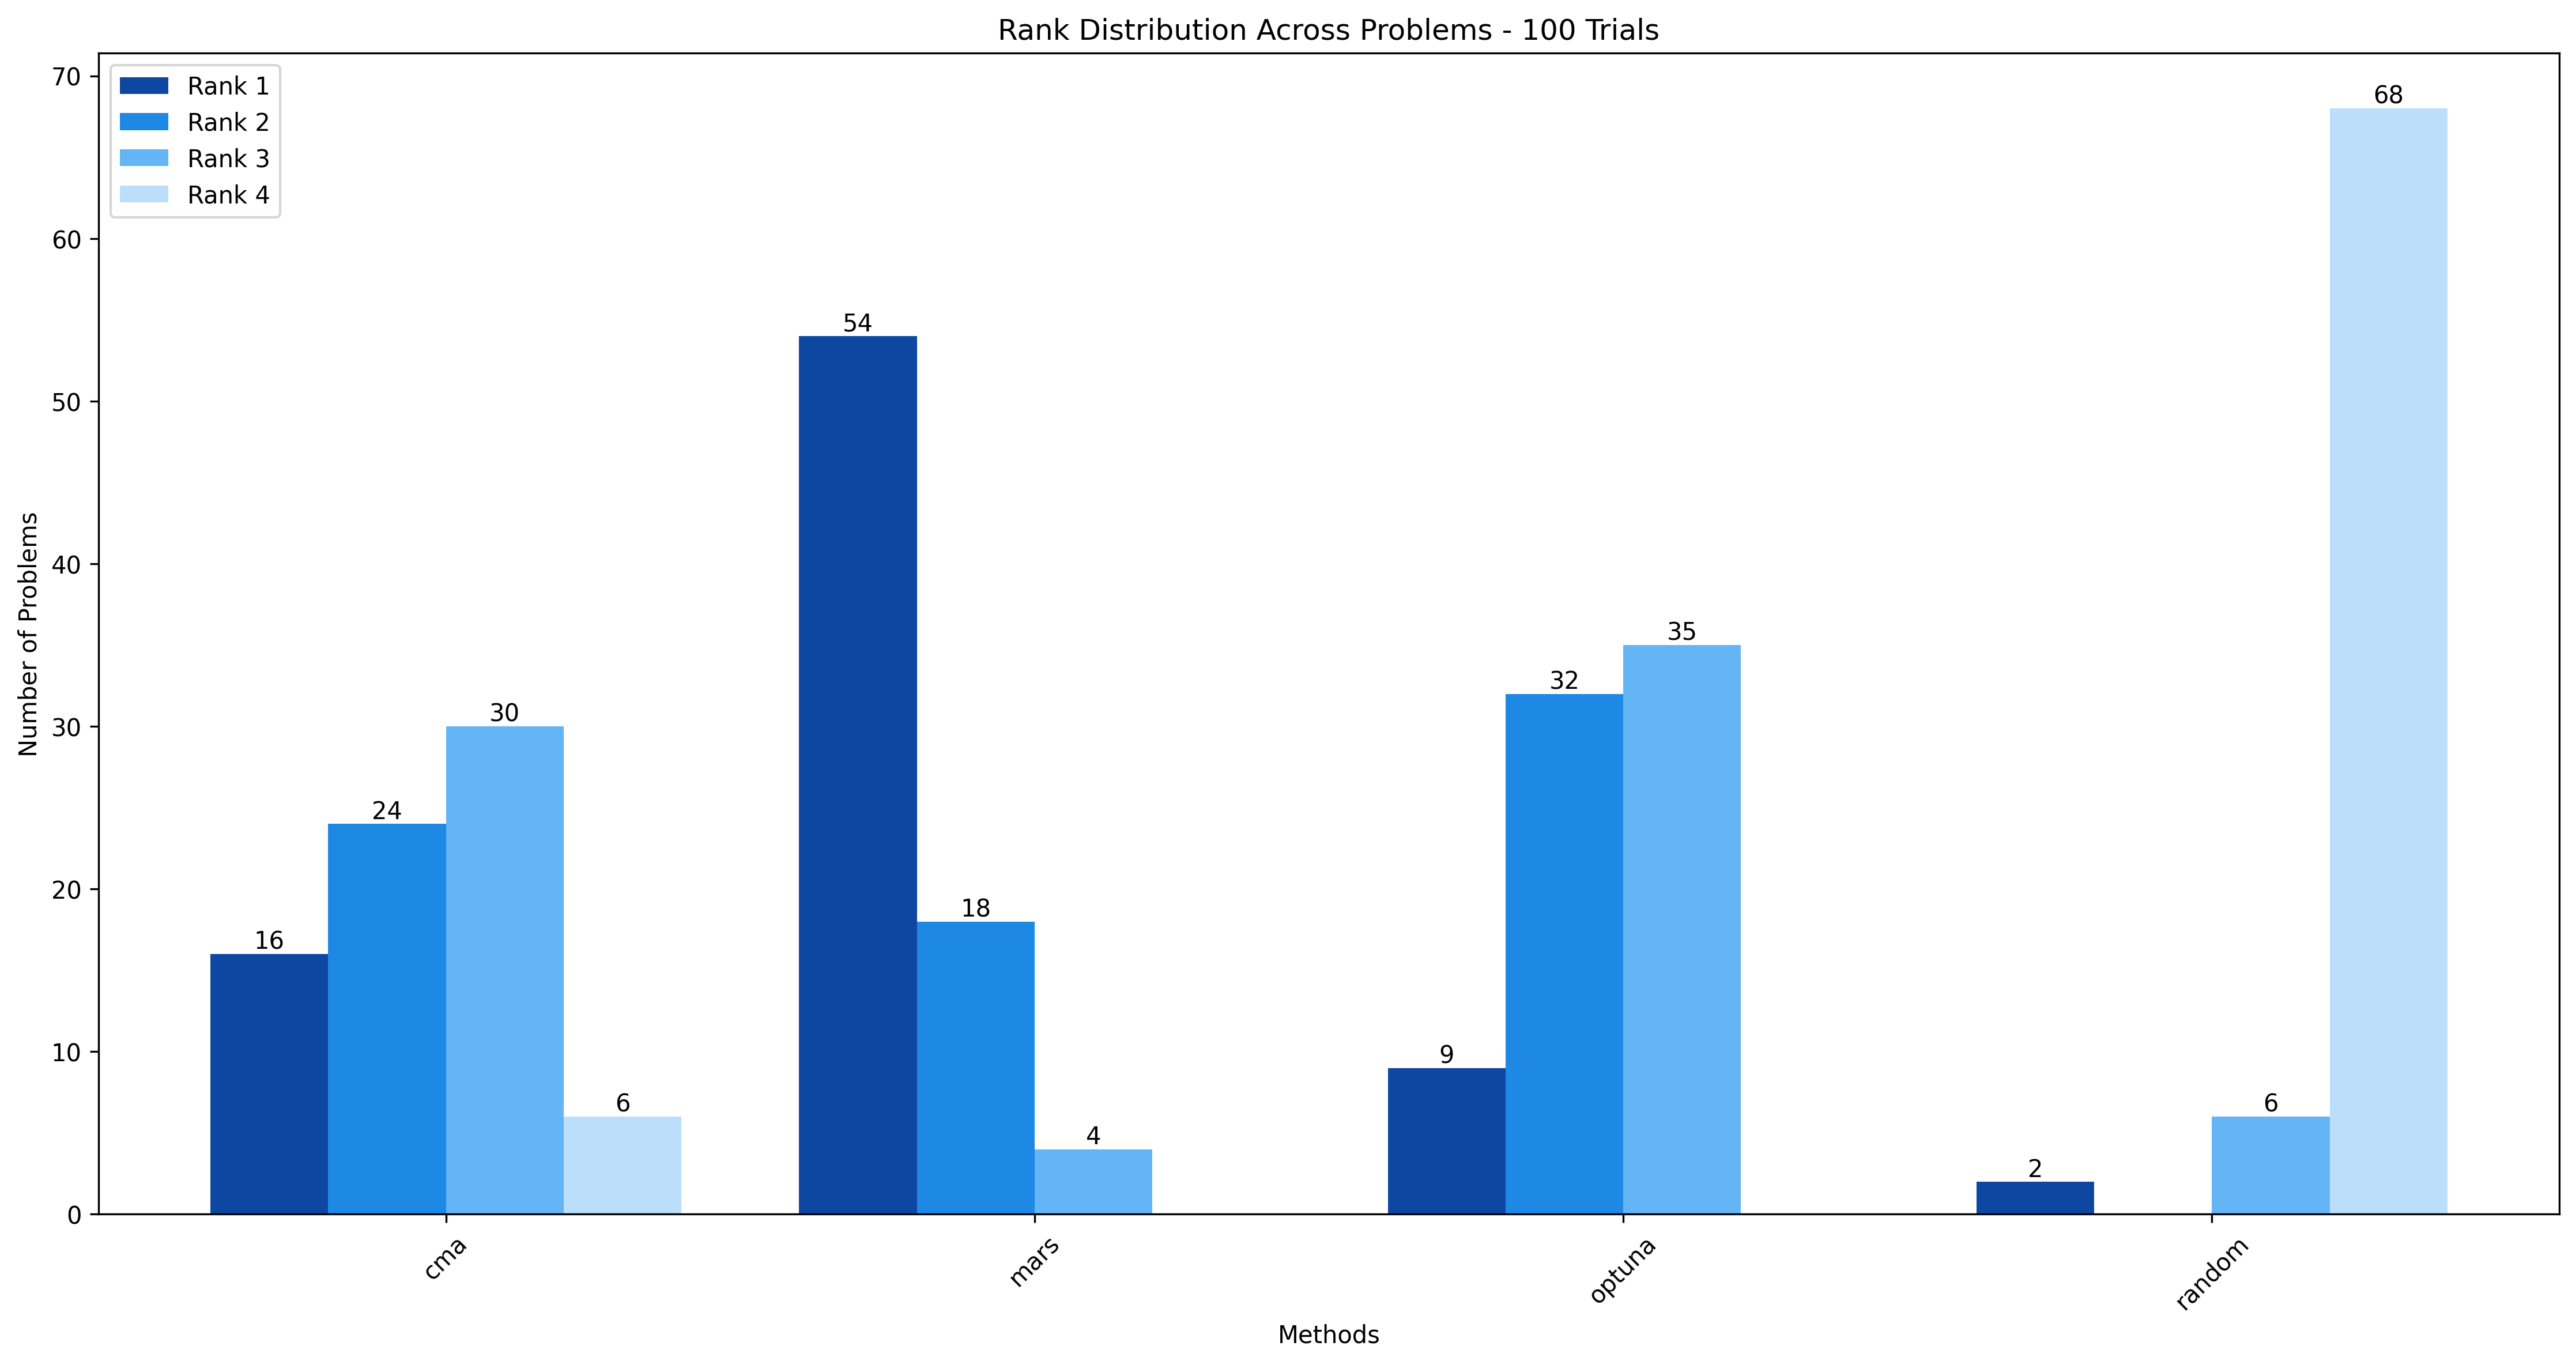 Rank Distribution Across Problems - 100 Trials
Rank 1
Rank 2
Rank 3
Rank 4
Number of Problems
70
60
50
40
30
20
10
0
16
24
30
6
54
18
4
9
32
35
2
6
68
cma
mars
optuna
random
Methods